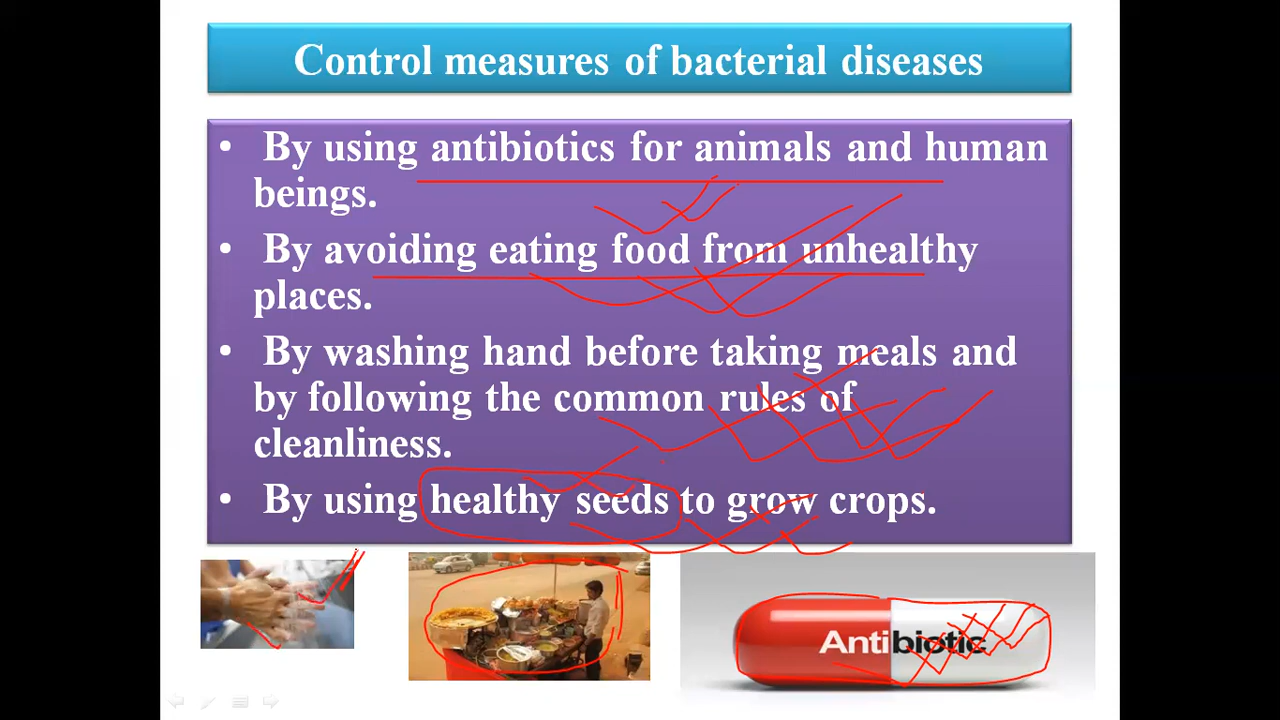 Control measures of bacterial diseases
• By using antibiotics for animals and human
beings.
• By avoiding eating food from unhealthy
places.
• By washing hand before taking meals and
by following the common rules of
cleanliness.
• By using healthy seeds to grow crops.
Antibiotic